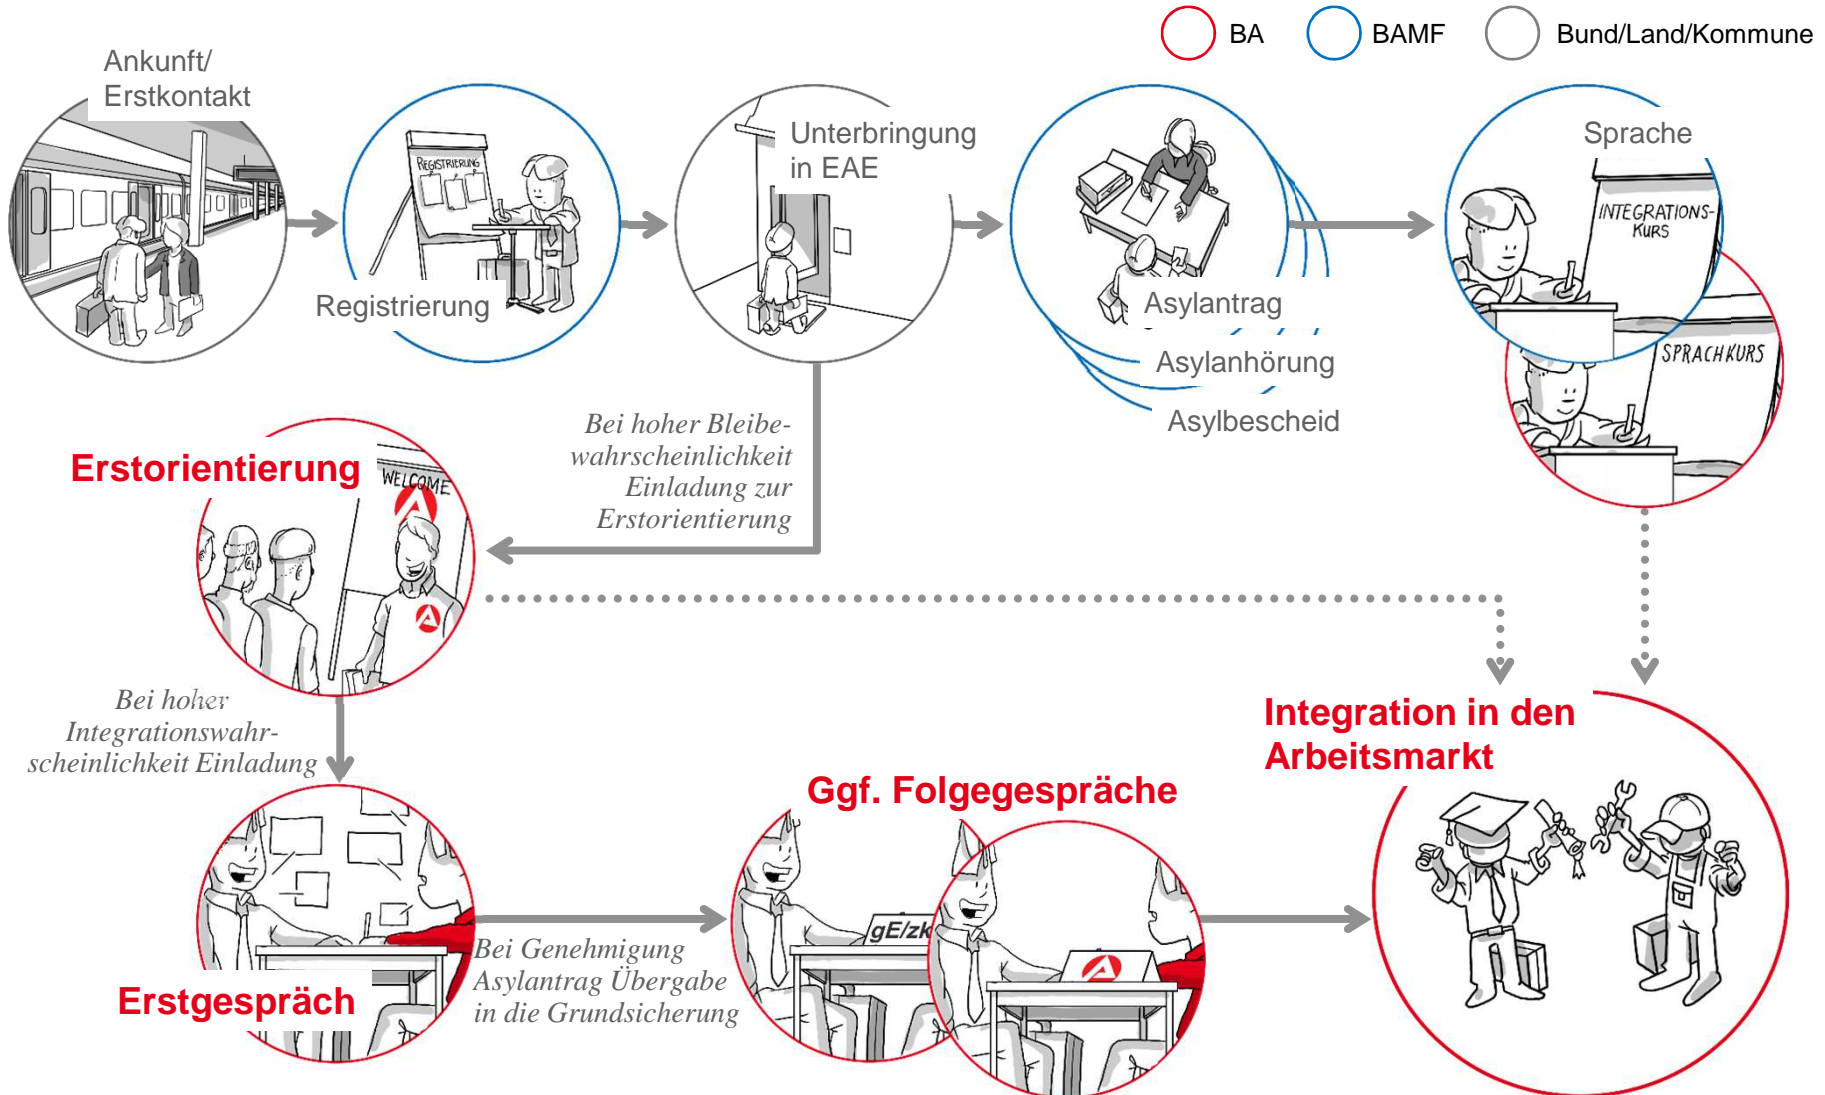 BA
BAMF
Bund/Land/Kommune
Ankunft/
Erstkontakt
REGISTRIERUNG
Registrierung
Unterbringung
in EAE
Asylantrag
Asylanhörung
Asylbescheid
Sprache
INTEGRATIONS-
KURS
SPRACHKURS
Bei hoher Bleibe-
wahrscheinlichkeit
Einladung zur
Erstorientierung
Erstorientierung
WELCOME
Bei hoher
Integrationswahr-
scheinlichkeit Einladung
Integration in den
Arbeitsmarkt
Ggf. Folgegespräche
gE/zk
Bei Genehmigung
Asylantrag Übergabe
in die Grundsicherung
Erstgespräch